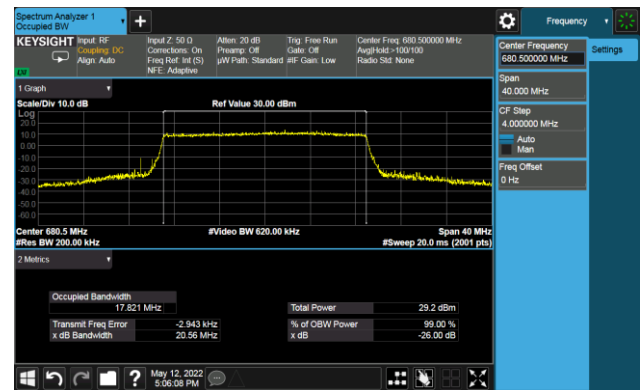 Spectrum Analyzer 1
Occupied BW
Frequency
KEYSIGHT
Input: RF
Coupling: DC
Align: Auto
Input Z: 50 Ω
Corrections: On
Freq Ref: Int (S)
NFE: Adaptive
Atten: 20 dB
Preamp: Off
µW Path: Standard
Trig: Free Run
Gate: Off
#IF Gain: Low
Center Freq: 680.500000 MHz
Avg|Hold:>100/100
Radio Std: None
Center Frequency
680.500000 MHz
Settings
Span
40.000 MHz
CF Step
4.000000 MHz
Auto
Man
Freq Offset
0 Hz
1 Graph
Scale/Div 10.0 dB
Ref Value 30.00 dBm
Log
20.0
10.0
0.00
-10.0
-20.0
-30.0
-40.0
-50.0
-60.0
Center 680.5 MHz
#Video BW 620.00 kHz
Span 40 MHz
#Res BW 200.00 kHz
#Sweep 20.0 ms (2001 pts)
2 Metrics
Occupied Bandwidth
17.821 MHz
Total Power
29.2 dBm
Transmit Freq Error
-2.943 kHz
% of OBW Power
99.00 %
x dB Bandwidth
20.56 MHz
x dB
-26.00 dB
?
May 12, 2022
5:06:08 PM